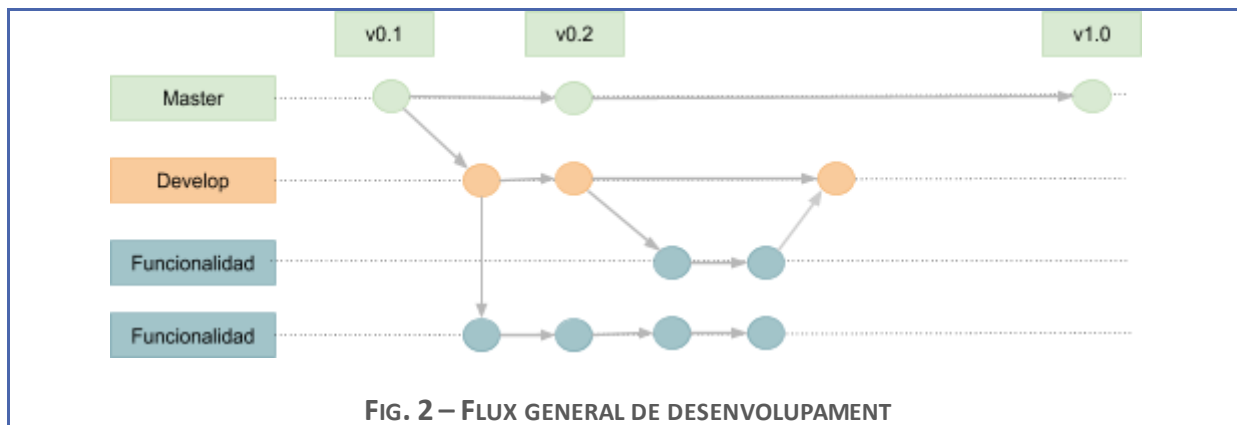 v0.1
v0.2
v1.0
Master
Develop
Funcionalidad
Funcionalidad
FIG. 2 – FLUX GENERAL DE DESENVOLUPAMENT